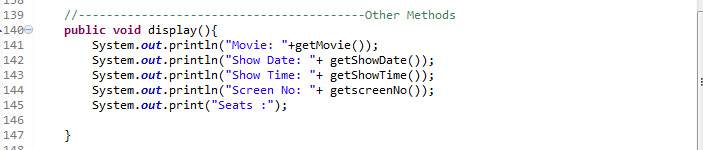 138
139 //----------------------------------------Other Methods
140 public void display(){
141 System.out.println("Movie: "+getMovie());
142 System.out.println("Show Date: "+ getShowDate());
143 System.out.println("Show Time: "+ getShowTime());
144 System.out.println("Screen No: "+ getscreenNo());
145 System.out.print("Seats :");
146
147 }
148